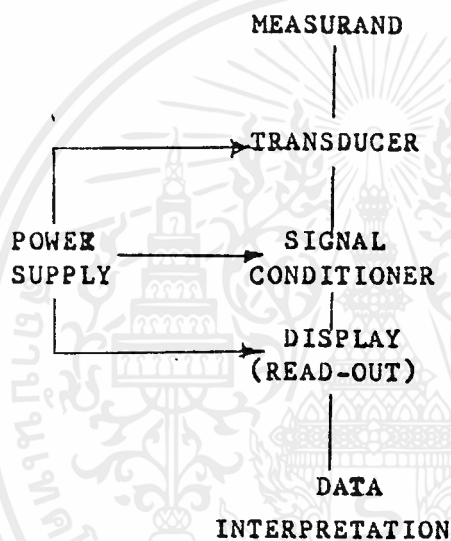 MEASURAND
TRANSDUCER
POWER
SUPPLY
SIGNAL
CONDITIONER
DISPLAY
(READ-OUT)
DATA
INTERPRETATION